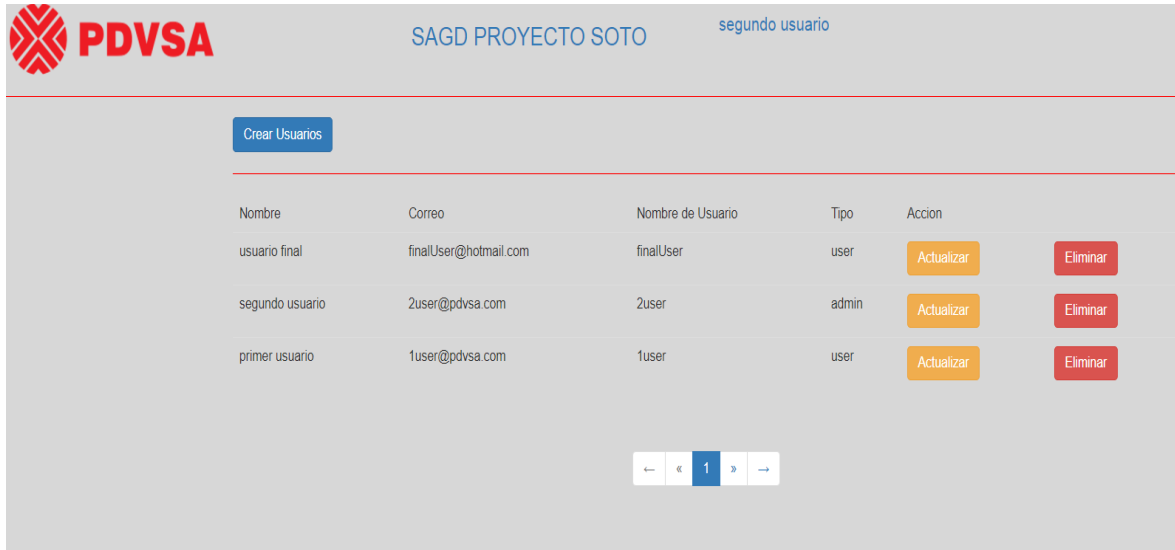 PDVSA
SAGD PROYECTO SOTO
segundo usuario
Crear Usuarios
Nombre Correo Nombre de Usuario Tipo Accion
usuario final finalUser@hotmail.com finalUser user Actualizar Eliminar
segundo usuario 2user@pdvsa.com 2user admin Actualizar Eliminar
primer usuario 1user@pdvsa.com 1user user Actualizar Eliminar
← « 1 » →